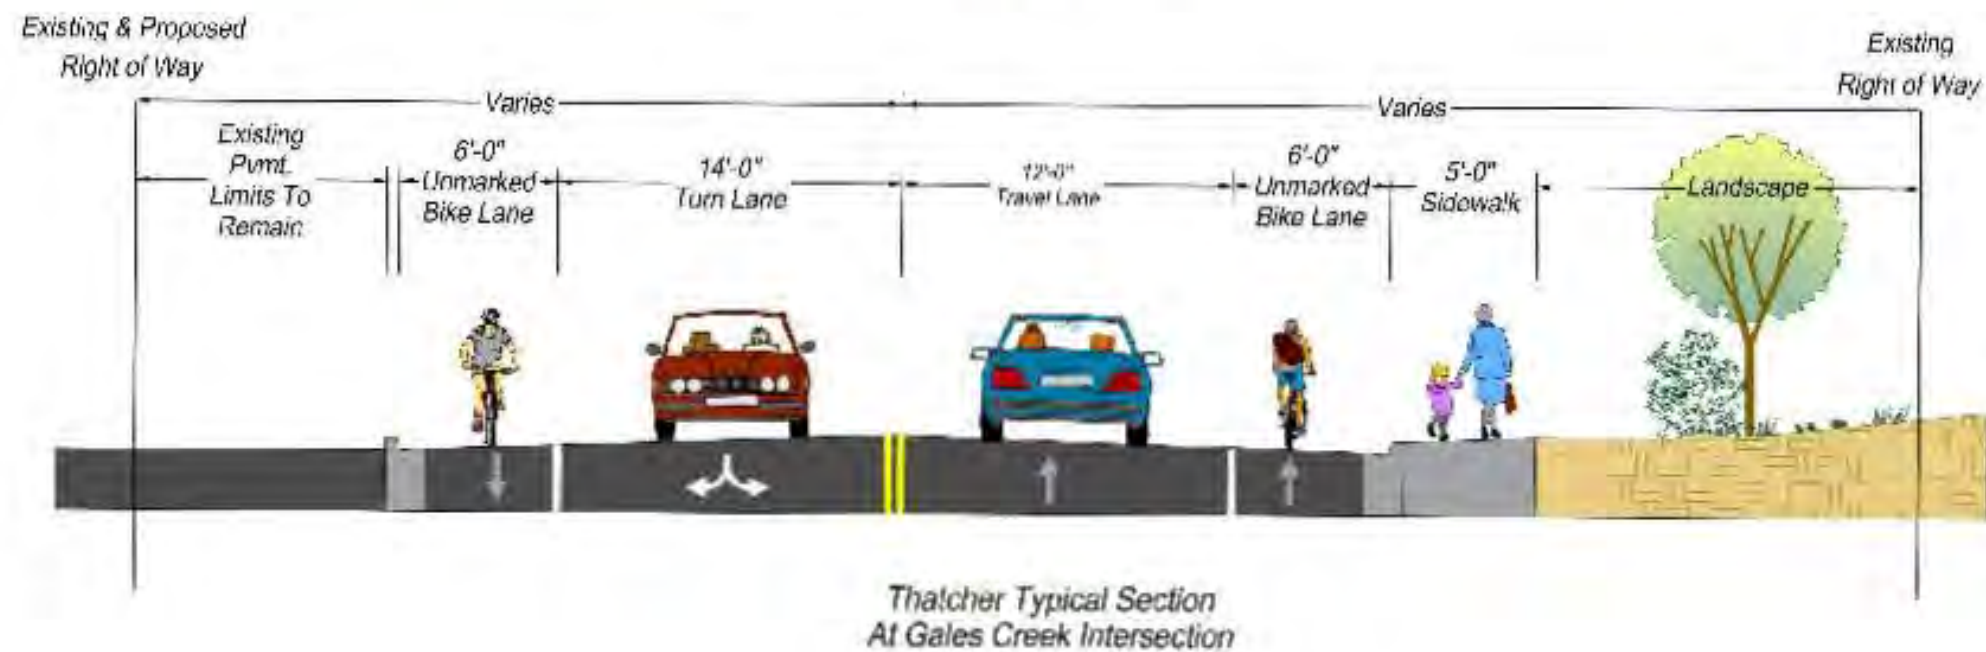 Existing & Proposed
Right of Way
Existing
Right of Way
Varies
Varies
Existing
Pvmt.
Limits To
Remain
6'-0"
Unmarked
Bike Lane
14'-0"
Turn Lane
12'-0"
Travel Lane
6'-0"
Unmarked
Bike Lane
5'-0"
Sidewalk
Landscape
Thatcher Typical Section
At Gales Creek Intersection